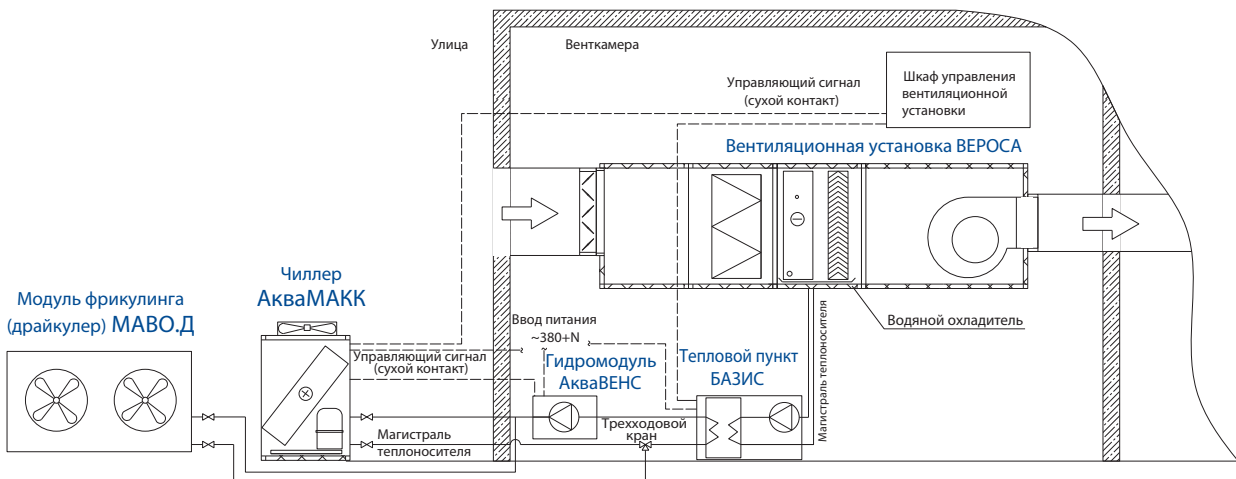 Улица
Венткамера
Управляющий сигнал
(сухой контакт)
Шкаф управления
вентиляционной
установки
Вентиляционная установка ВЕРОСА
Чиллер
АкваМАКК
Модуль фрикулинга
(драйкулер) МАВО.Д
Ввод питания
~380+N
Водяной охладитель
Управляющий сигнал
(сухой контакт)
Гидромодуль
АкваВЕНС
Тепловой пункт
БАЗИС
Магистраль теплоносителя
Трехходовой
кран
Магистраль
теплоносителя